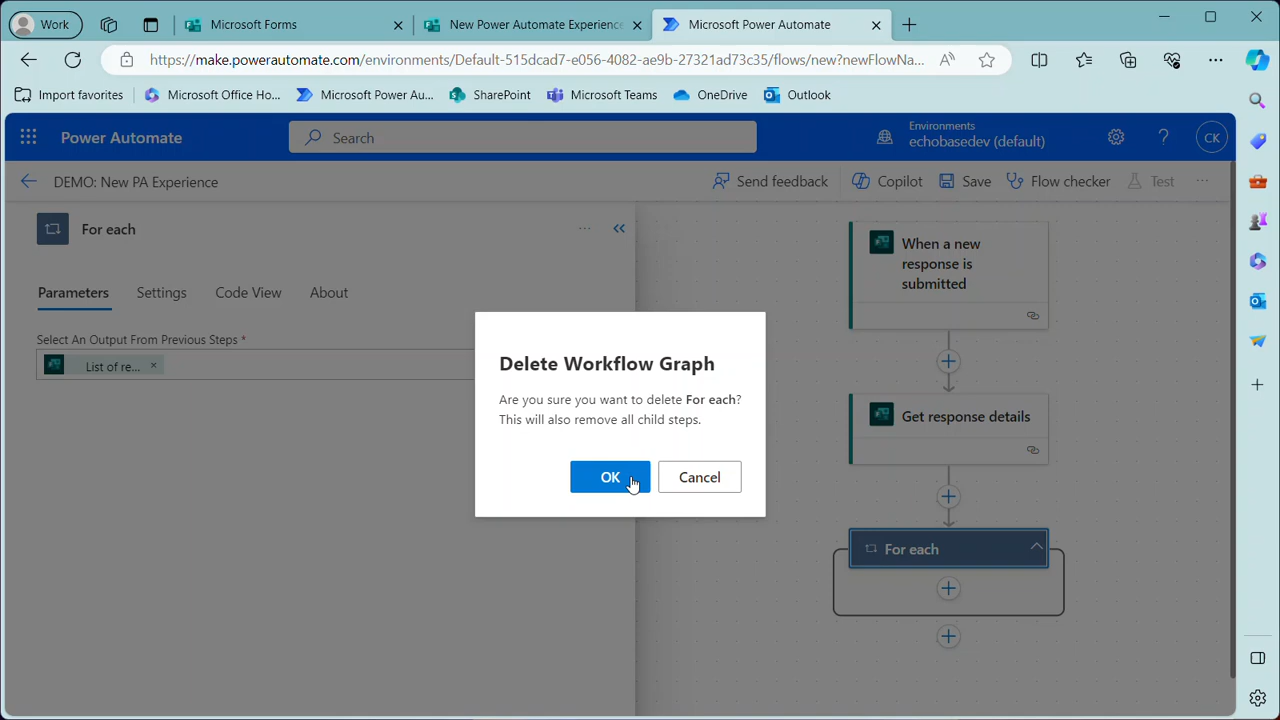 Work
Microsoft Forms
New Power Automate Experience
Microsoft Power Automate
https://make.powerautomate.com/environments/Default-515dcad7-e056-4082-ae9b-27321ad73c35/flows/new?newFlowNa...
Import favorites
Microsoft Office Ho...
Microsoft Power Au...
SharePoint
Microsoft Teams
OneDrive
Outlook
Power Automate
Search
Environments
echobasedev (default)
CK
DEMO: New PA Experience
Send feedback
Copilot
Save
Flow checker
Test
For each
Parameters
Settings
Code View
About
Select An Output From Previous Steps *
List of re...
When a new
response is
submitted
Get response details
For each
Delete Workflow Graph
Are you sure you want to delete For each?
This will also remove all child steps.
OK
Cancel